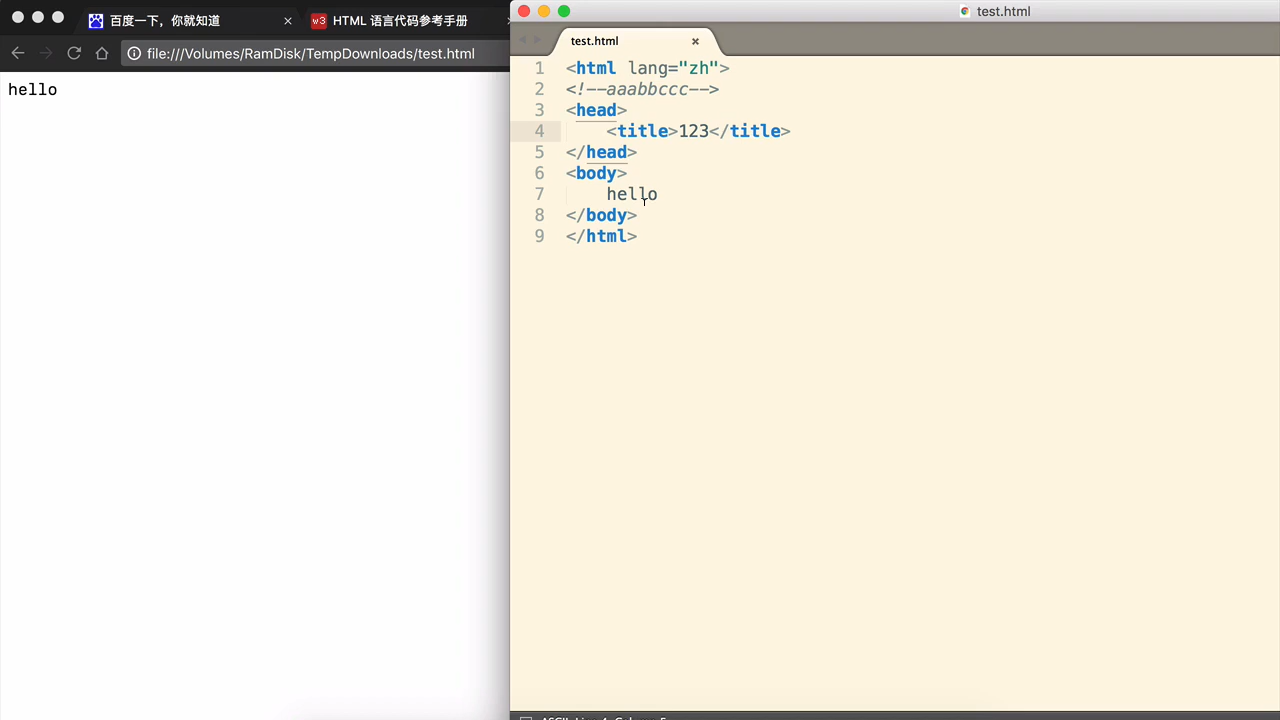 百度一下，你就知道
HTML 语言代码参考手册
file:///Volumes/RamDisk/TempDownloads/test.html
hello
test.html
test.html
1 <html lang="zh">
2 <!--aaabbccc-->
3 <head>
4 <title>123</title>
5 </head>
6 <body>
7 hello
8 </body>
9 </html>